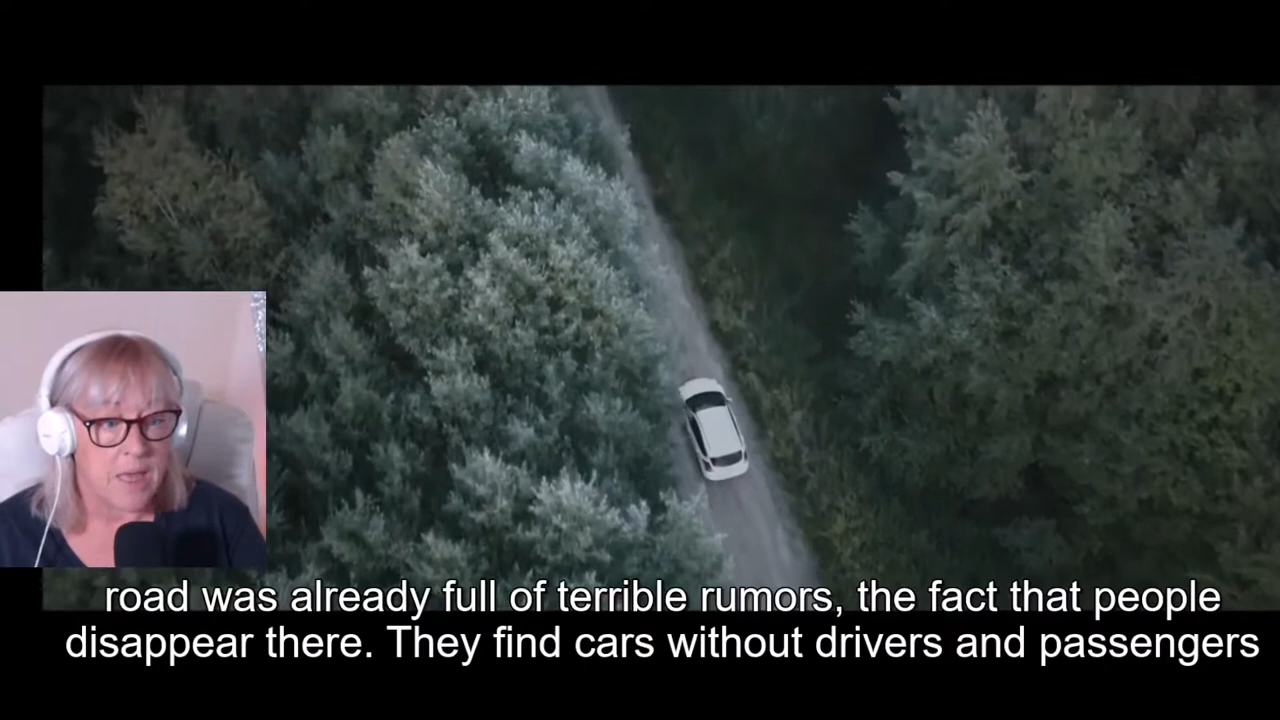 road was already full of terrible rumors, the fact that people
disappear there. They find cars without drivers and passengers